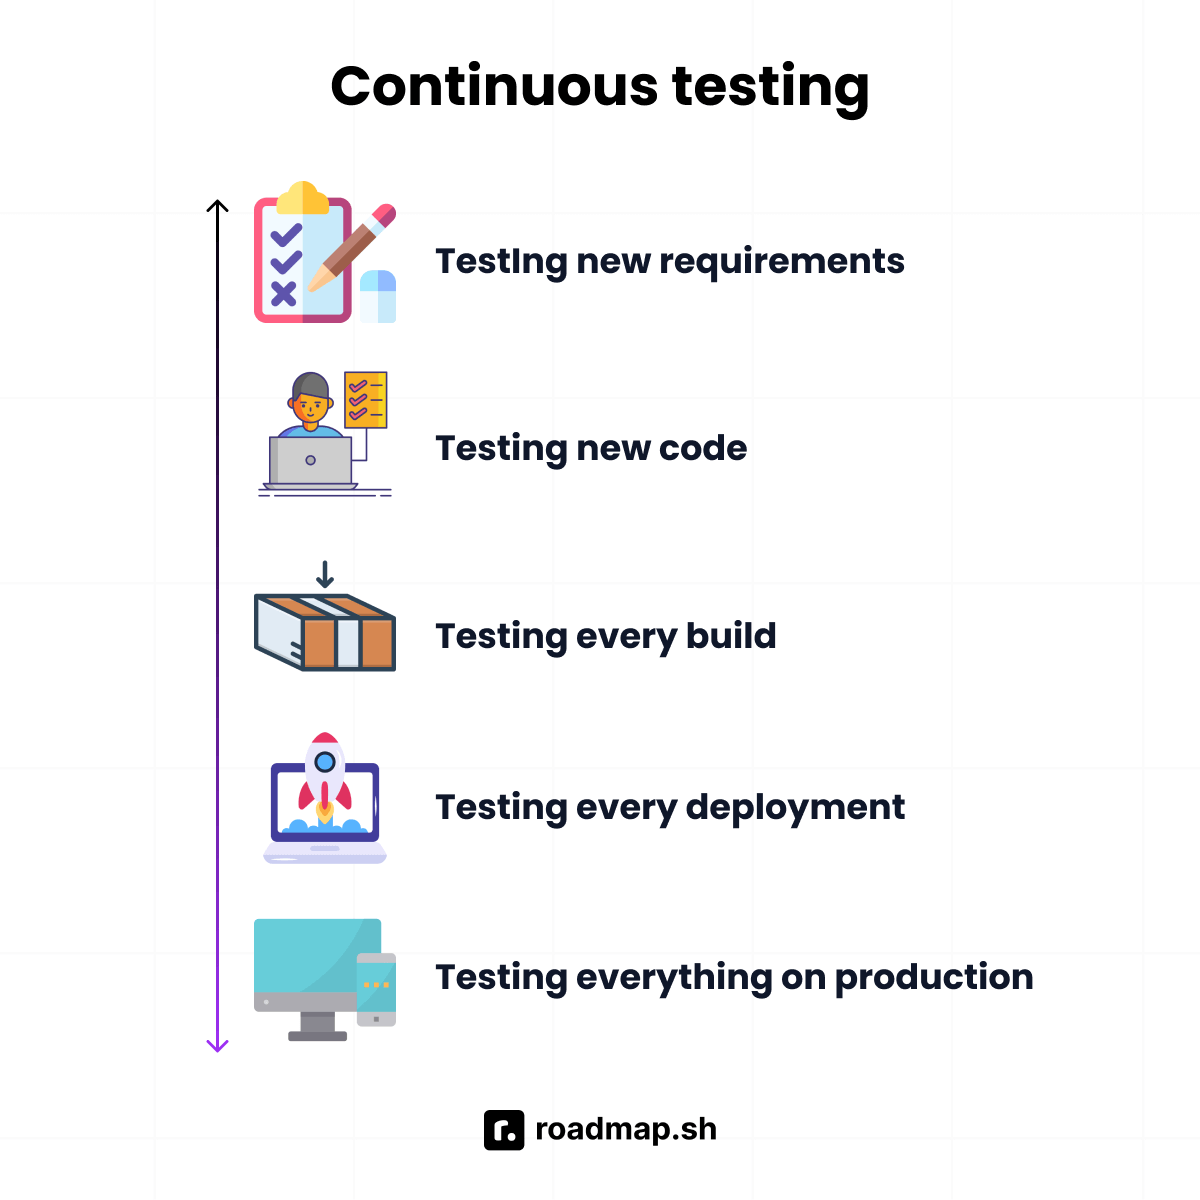 Continuous testing
TestIng new requirements
Testing new code
Testing every build
Testing every deployment
Testing everything on production
r. roadmap.sh